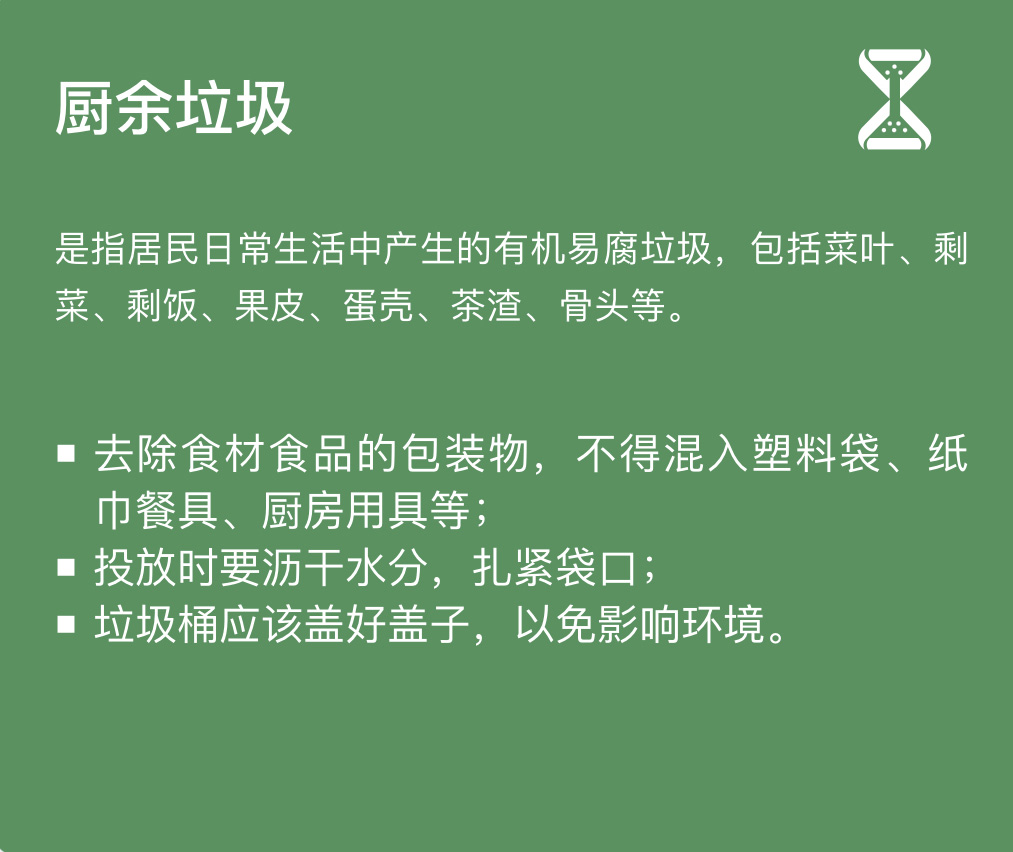 厨余垃圾
是指居民日常生活中产生的有机易腐垃圾，包括菜叶、剩
菜、剩饭、果皮、蛋壳、茶渣、骨头等。
■ 去除食材食品的包装物，不得混入塑料袋、纸
巾餐具、厨房用具等；
■ 投放时要沥干水分，扎紧袋口；
■ 垃圾桶应该盖好盖子，以免影响环境。